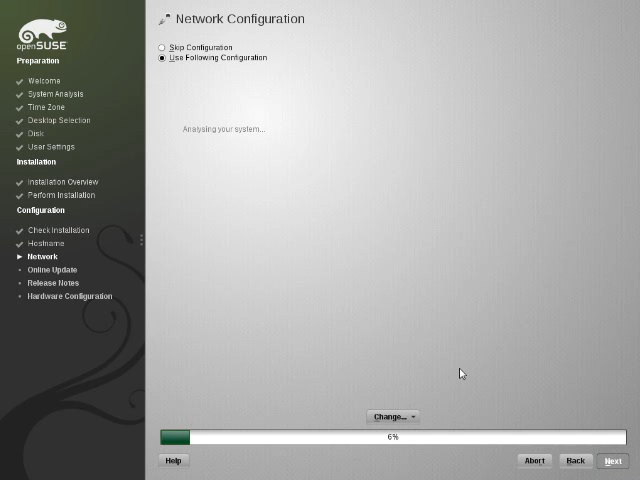 openSUSE
Preparation
Welcome
System Analysis
Time Zone
Desktop Selection
Disk
User Settings
Installation
Installation Overview
Perform Installation
Configuration
Check Installation
Hostname
Network
Online Update
Release Notes
Hardware Configuration
Network Configuration
Skip Configuration
Use Following Configuration
Analysing your system...
Change...
6%
Help
Abort
Back
Next